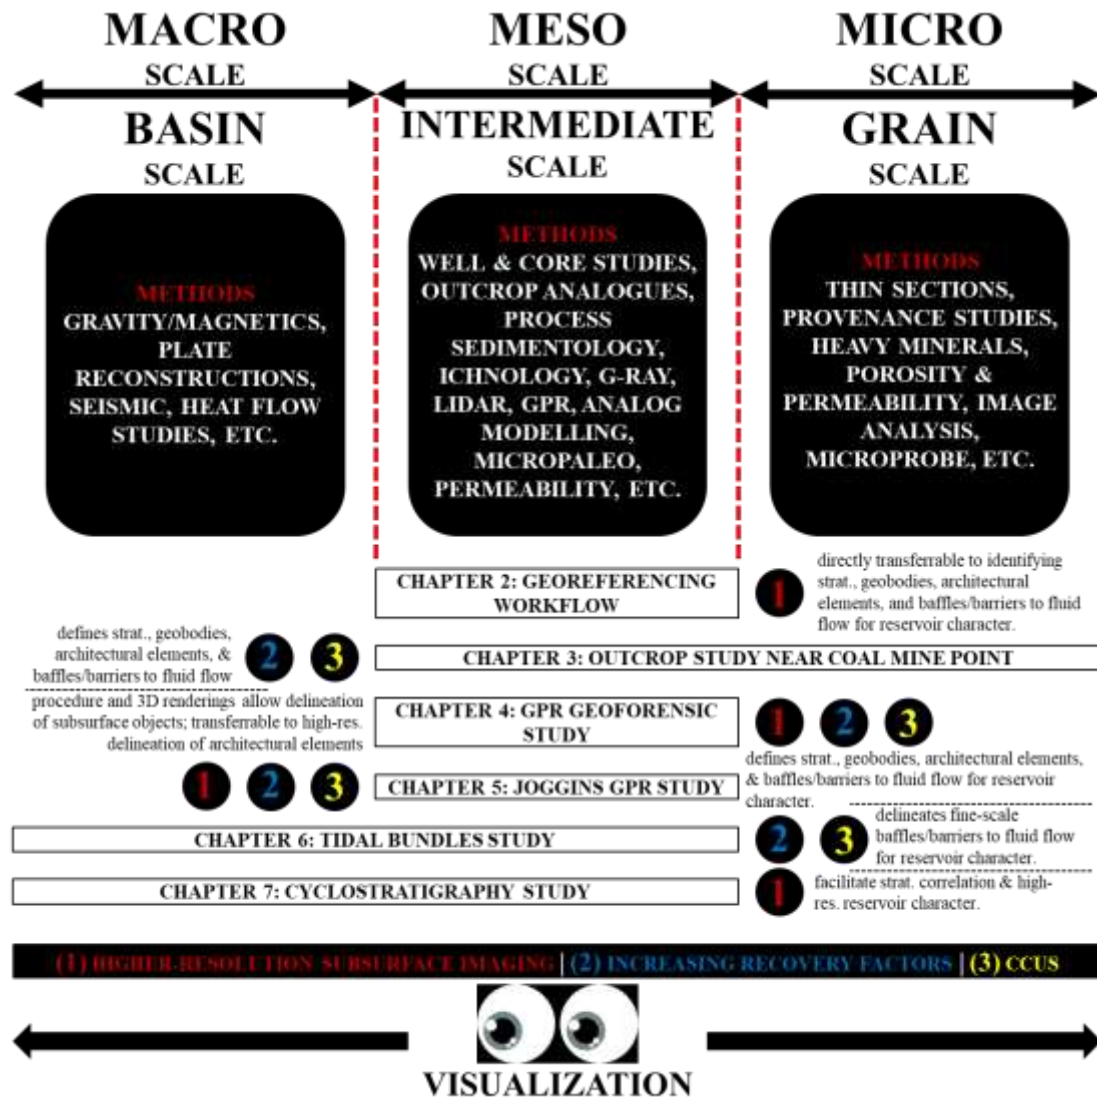 MACRO
SCALE
BASIN
SCALE
METHODS
GRAVITY/MAGNETICS,
PLATE
RECONSTRUCTIONS,
SEISMIC, HEAT FLOW
STUDIES, ETC.
MESO
SCALE
INTERMEDIATE
SCALE
METHODS
WELL & CORE STUDIES,
OUTCROP ANALOGUES,
PROCESS
SEDIMENTOLOGY,
ICHNOLOGY, G-RAY,
LIDAR, GPR, ANALOG
MODELLING,
MICROPALEO,
PERMEABILITY, ETC.
MICRO
SCALE
GRAIN
SCALE
METHODS
THIN SECTIONS,
PROVENANCE STUDIES,
HEAVY MINERALS,
POROSITY &
PERMEABILITY, IMAGE
ANALYSIS,
MICROPROBE, ETC.
CHAPTER 2: GEOREFERENCING
WORKFLOW
1
directly transferrable to identifying
strat., geobodies, architectural
elements, and baffles/barriers to fluid
flow for reservoir character.
defines strat., geobodies,
architectural elements, &
baffles/barriers to fluid flow
2 3
CHAPTER 3: OUTCROP STUDY NEAR COAL MINE POINT
procedure and 3D renderings allow delineation
of subsurface objects; transferrable to high-res.
delineation of architectural elements
CHAPTER 4: GPR GEOFORENSIC
STUDY
1 2 3
1 2 3
CHAPTER 5: JOGGINS GPR STUDY
defines strat., geobodies, architectural elements,
& baffles/barriers to fluid flow for reservoir
character.
CHAPTER 6: TIDAL BUNDLES STUDY
2 3
delineates fine-scale
baffles/barriers to fluid flow
for reservoir character.
CHAPTER 7: CYCLOSTRATIGRAPHY STUDY
1
facilitate strat. correlation & high-
res. reservoir character.
(1) HIGHER-RESOLUTION SUBSURFACE IMAGING | (2) INCREASING RECOVERY FACTORS | (3) CCUS
VISUALIZATION